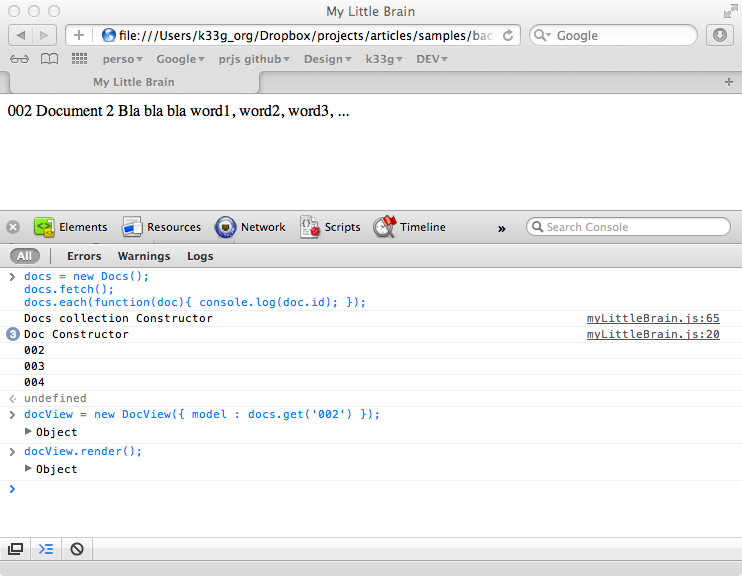 My Little Brain
file:///Users/k33g_org/Dropbox/projects/articles/samples/bac
Google
perso Google prjs github Design k33g DEV
My Little Brain
002 Document 2 Bla bla bla word1, word2, word3, ...
Elements Resources Network Scripts Timeline » Search Console
All Errors Warnings Logs
docs = new Docs();
docs.fetch();
docs.each(function(doc){ console.log(doc.id); });
Docs collection Constructor myLittleBrain.js:65
3 Doc Constructor myLittleBrain.js:20
002
003
004
undefined
docView = new DocView({ model : docs.get('002') });
Object
docView.render();
Object